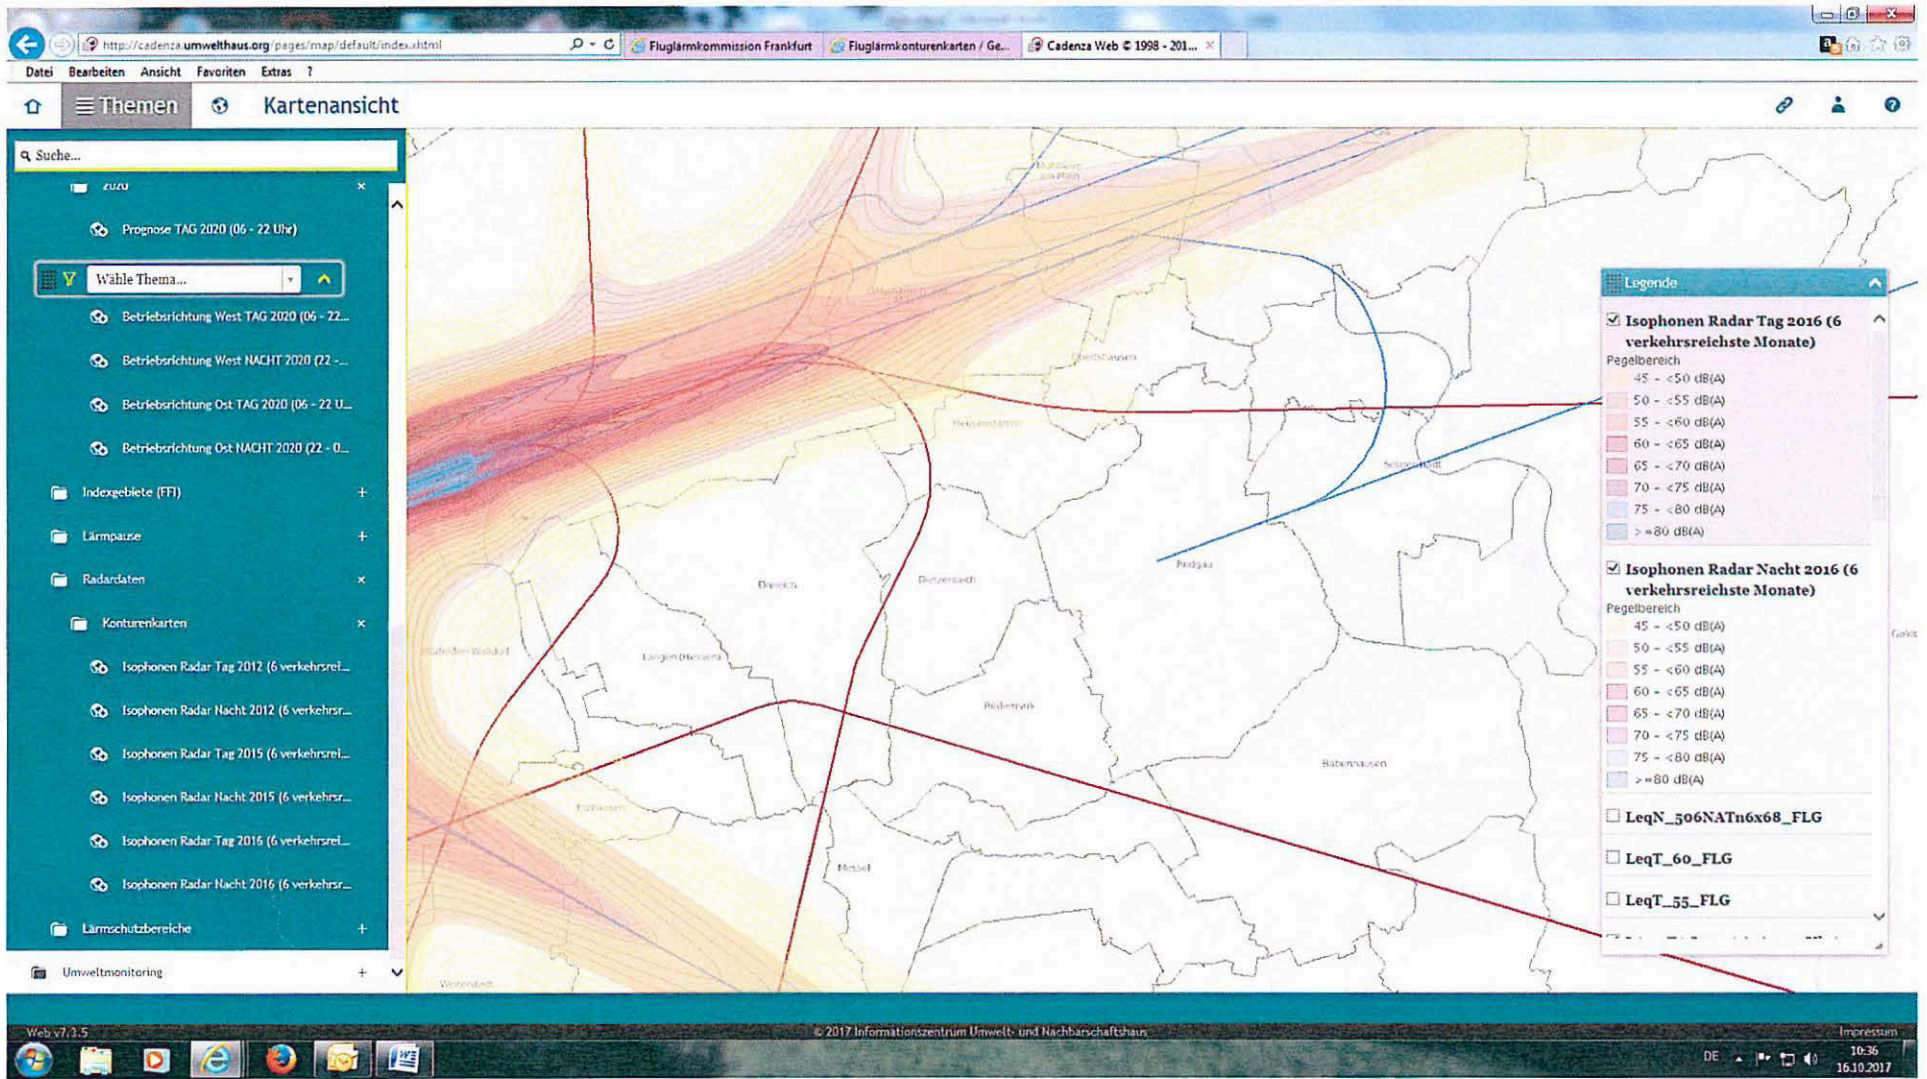 http://cadenza.umwelthaus.org/pages/map/default/index.xhtml
Fluglärmkommission Frankfurt
Fluglärmkonturenkarten / Ge...
Cadenza Web © 1998 - 201...
Datei Bearbeiten Ansicht Favoriten Extras ?
Themen
Kartenansicht
Suche...
2020
Prognose TAG 2020 (06 - 22 Uhr)
Wähle Thema...
Betriebsrichtung West TAG 2020 (06 - 22...
Betriebsrichtung West NACHT 2020 (22 -...
Betriebsrichtung Ost TAG 2020 (06 - 22 U...
Betriebsrichtung Ost NACHT 2020 (22 - 0...
Indexgebiete (FFI)
Lärmpause
Radardaten
Konturenkarten
Isophonen Radar Tag 2012 (6 verkehrsrei...
Isophonen Radar Nacht 2012 (6 verkehrsr...
Isophonen Radar Tag 2015 (6 verkehrsrei...
Isophonen Radar Nacht 2015 (6 verkehrsr...
Isophonen Radar Tag 2016 (6 verkehrsrei...
Isophonen Radar Nacht 2016 (6 verkehrsr...
Lärmschutzbereiche
Umweltmonitoring
Mühlheim
am Main
Obertshausen
Heusenstamm
Rodgau
Dreieich
Dietzenbach
Langen (Hessen)
Rödermark
Babenhausen
Messel
Weiterstadt
Legende
Isophonen Radar Tag 2016 (6
verkehrsreichste Monate)
Pegelbereich
45 - <50 dB(A)
50 - <55 dB(A)
55 - <60 dB(A)
60 - <65 dB(A)
65 - <70 dB(A)
70 - <75 dB(A)
75 - <80 dB(A)
>=80 dB(A)
Isophonen Radar Nacht 2016 (6
verkehrsreichste Monate)
Pegelbereich
45 - <50 dB(A)
50 - <55 dB(A)
55 - <60 dB(A)
60 - <65 dB(A)
65 - <70 dB(A)
70 - <75 dB(A)
75 - <80 dB(A)
>=80 dB(A)
LeqN_506NATn6x68_FLG
LeqT_60_FLG
LeqT_55_FLG
Web v7.3.5
© 2017 Informationszentrum Umwelt- und Nachbarschaftshaus
Impressum
DE
10:36
16.10.2017